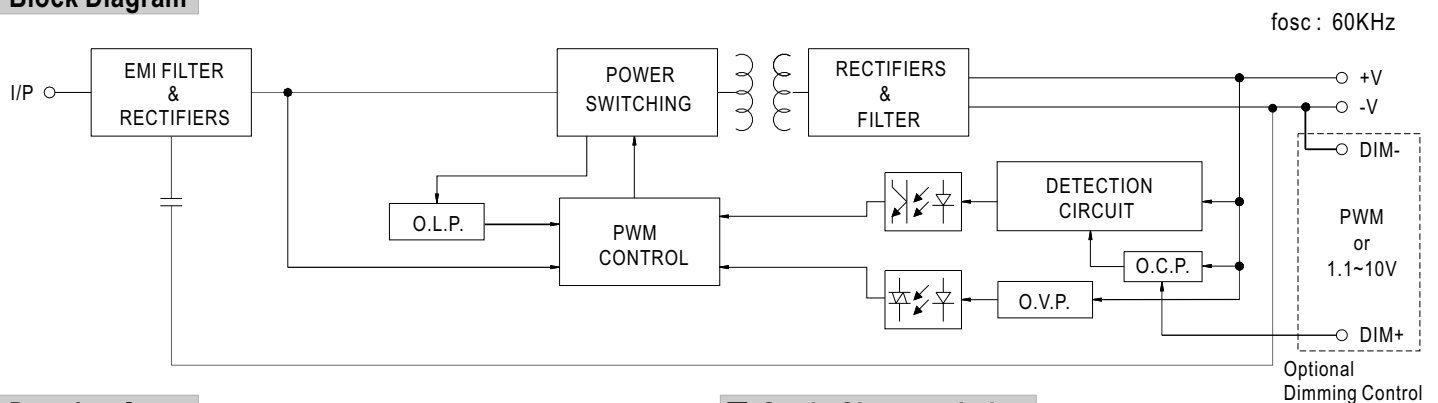 Block Diagram
fosc : 60KHz
I/P
EMI FILTER
&
RECTIFIERS
POWER
SWITCHING
RECTIFIERS
&
FILTER
+V
-V
DIM-
O.L.P.
PWM
CONTROL
DETECTION
CIRCUIT
O.C.P.
O.V.P.
PWM
or
1.1~10V
DIM+
Optional
Dimming Control